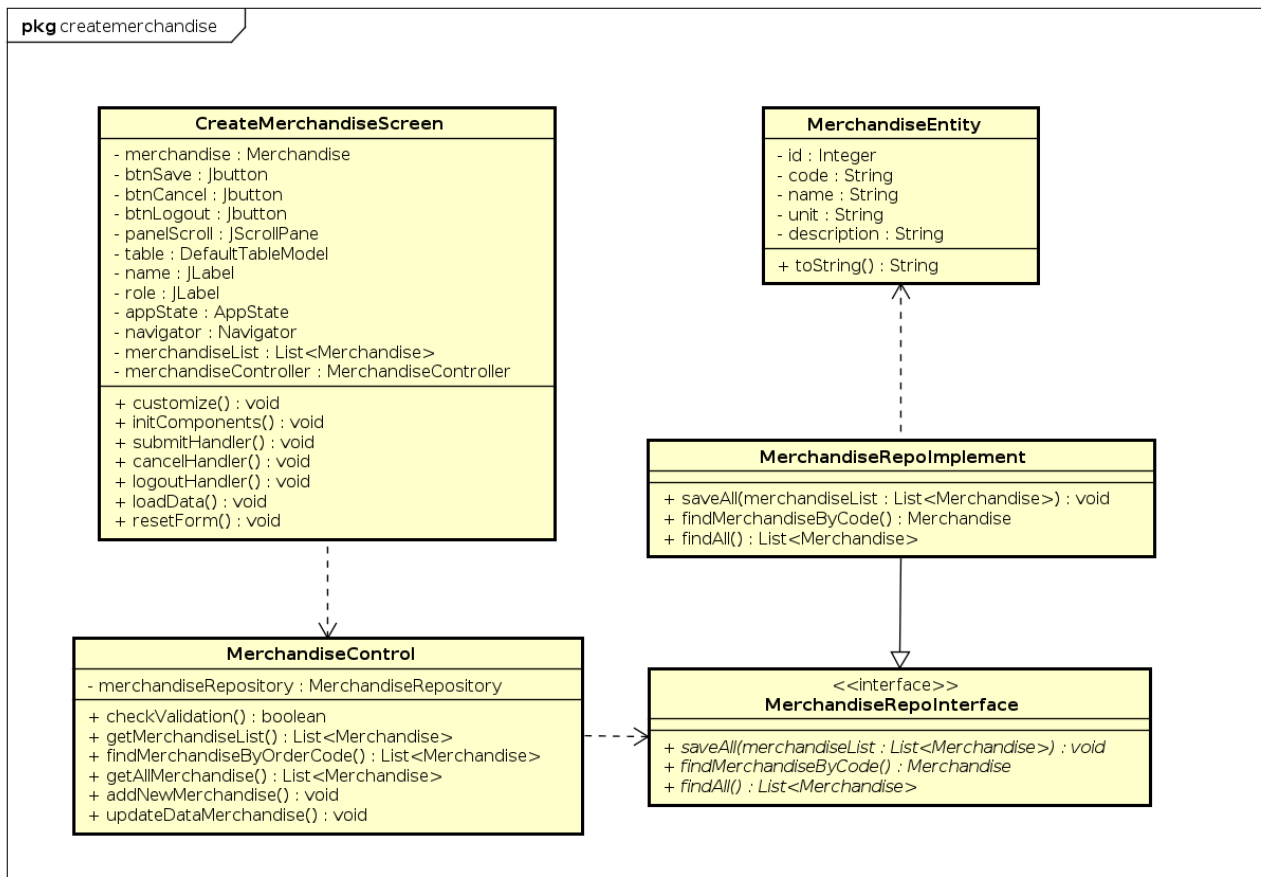 pkg createmerchandise
CreateMerchandiseScreen
- merchandise : Merchandise
- btnSave : Jbutton
- btnCancel : Jbutton
- btnLogout : Jbutton
- panelScroll : JScrollPane
- table : DefaultTableModel
- name : JLabel
- role : JLabel
- appState : AppState
- navigator : Navigator
- merchandiseList : List<Merchandise>
- merchandiseController : MerchandiseController
+ customize() : void
+ initComponents() : void
+ submitHandler() : void
+ cancelHandler() : void
+ logoutHandler() : void
+ loadData() : void
+ resetForm() : void
MerchandiseEntity
- id : Integer
- code : String
- name : String
- unit : String
- description : String
+ toString() : String
MerchandiseRepoImplement
+ saveAll(merchandiseList : List<Merchandise>) : void
+ findMerchandiseByCode() : Merchandise
+ findAll() : List<Merchandise>
MerchandiseControl
- merchandiseRepository : MerchandiseRepository
+ checkValidation() : boolean
+ getMerchandiseList() : List<Merchandise>
+ findMerchandiseByOrderCode() : List<Merchandise>
+ getAllMerchandise() : List<Merchandise>
+ addNewMerchandise() : void
+ updateDataMerchandise() : void
<<interface>>
MerchandiseRepoInterface
+ saveAll(merchandiseList : List<Merchandise>) : void
+ findMerchandiseByCode() : Merchandise
+ findAll() : List<Merchandise>